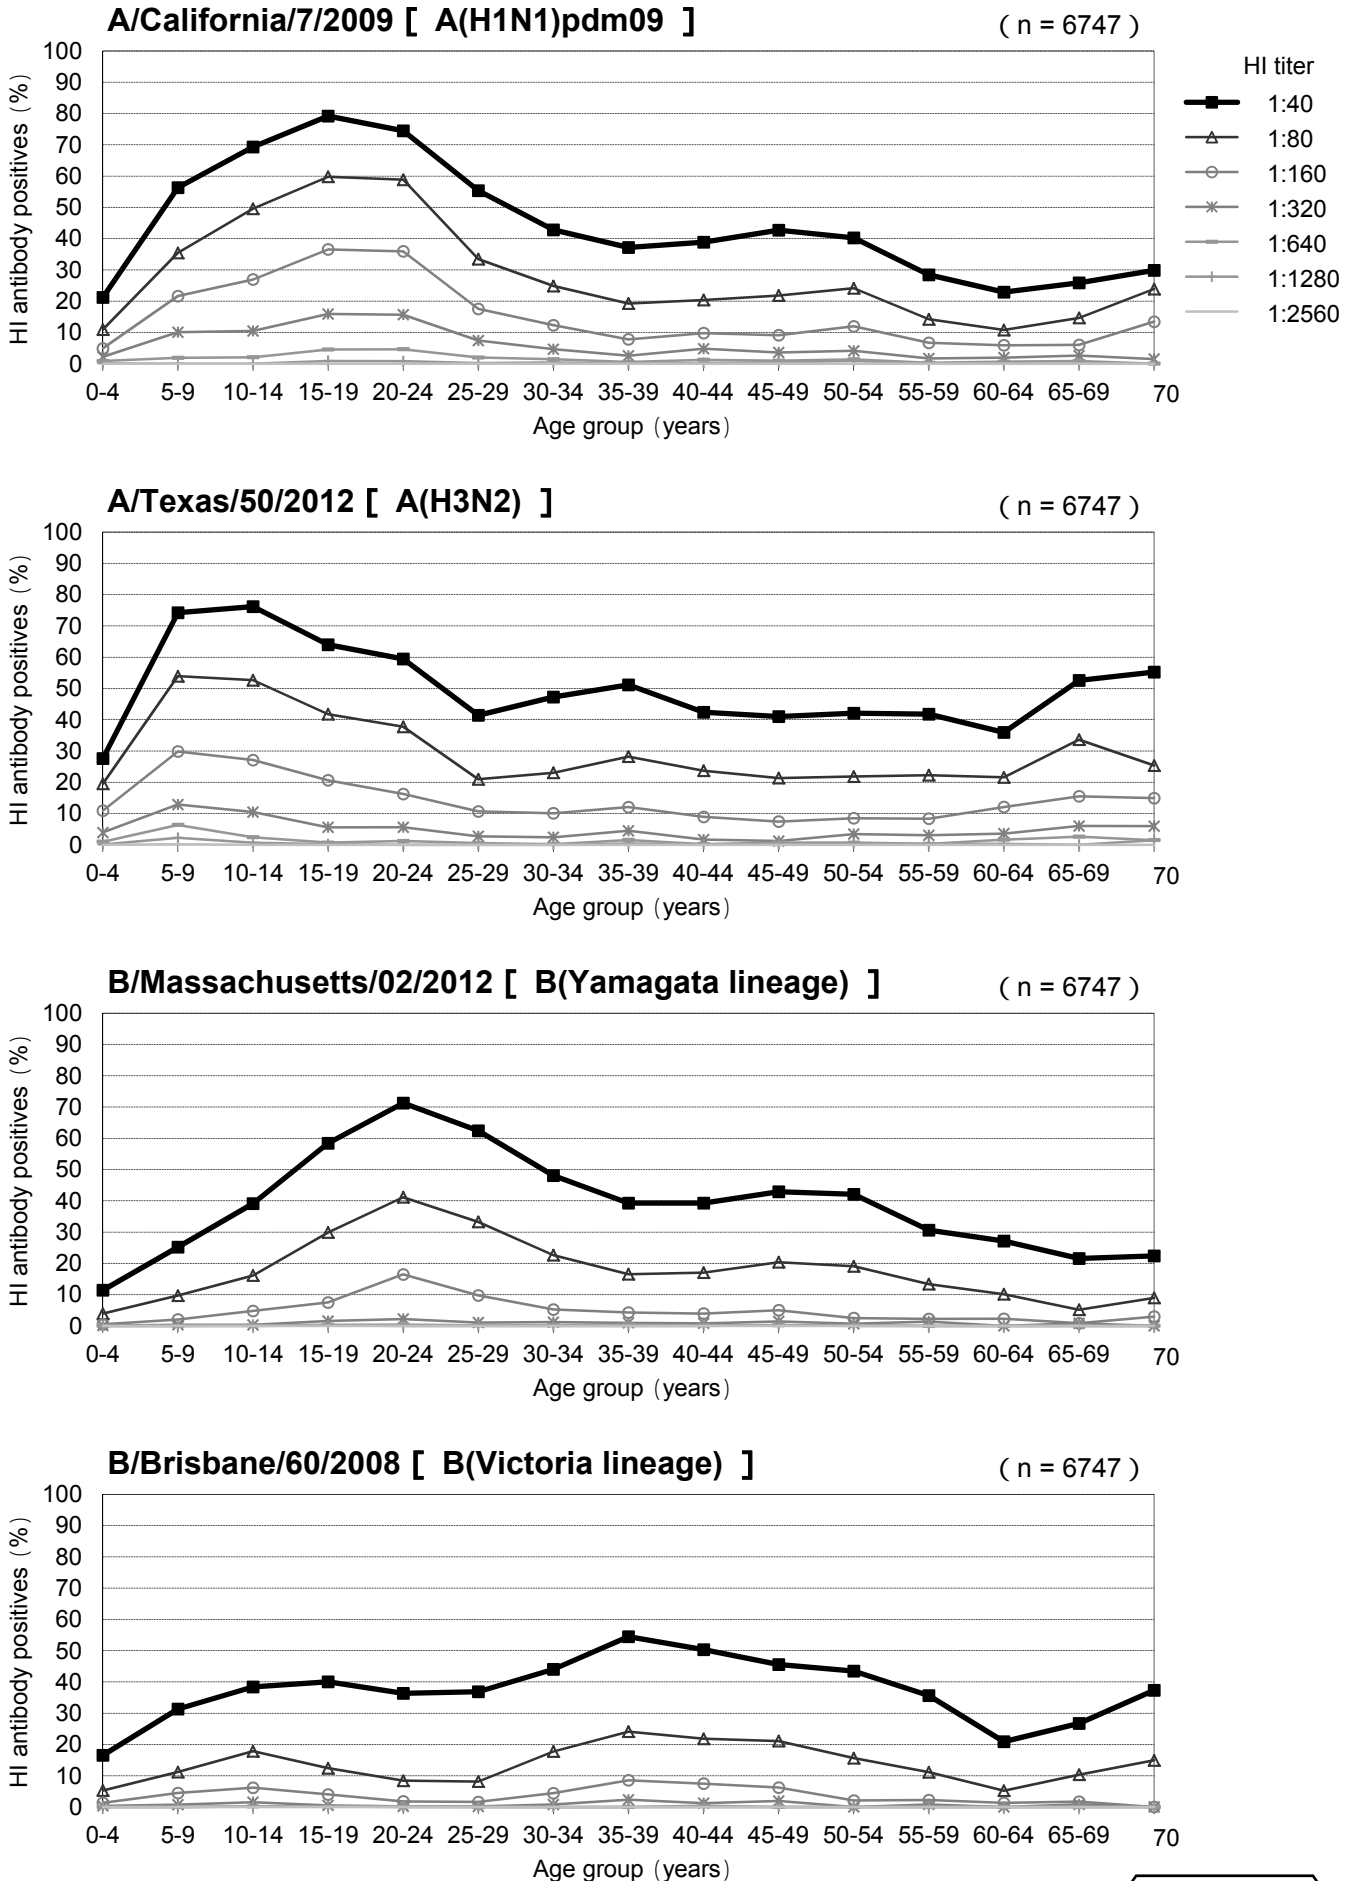 A/California/7/2009 [ A(H1N1)pdm09 ]
( n = 6747 )
HI titer
1:40
1:80
1:160
1:320
1:640
1:1280
1:2560
HI antibody positives (%)
100
90
80
70
60
50
40
30
20
10
0
0-4 5-9 10-14 15-19 20-24 25-29 30-34 35-39 40-44 45-49 50-54 55-59 60-64 65-69 70
Age group (years)
A/Texas/50/2012 [ A(H3N2) ]
( n = 6747 )
HI antibody positives (%)
100
90
80
70
60
50
40
30
20
10
0
0-4 5-9 10-14 15-19 20-24 25-29 30-34 35-39 40-44 45-49 50-54 55-59 60-64 65-69 70
Age group (years)
B/Massachusetts/02/2012 [ B(Yamagata lineage) ]
( n = 6747 )
HI antibody positives (%)
100
90
80
70
60
50
40
30
20
10
0
0-4 5-9 10-14 15-19 20-24 25-29 30-34 35-39 40-44 45-49 50-54 55-59 60-64 65-69 70
Age group (years)
B/Brisbane/60/2008 [ B(Victoria lineage) ]
( n = 6747 )
HI antibody positives (%)
100
90
80
70
60
50
40
30
20
10
0
0-4 5-9 10-14 15-19 20-24 25-29 30-34 35-39 40-44 45-49 50-54 55-59 60-64 65-69 70
Age group (years)